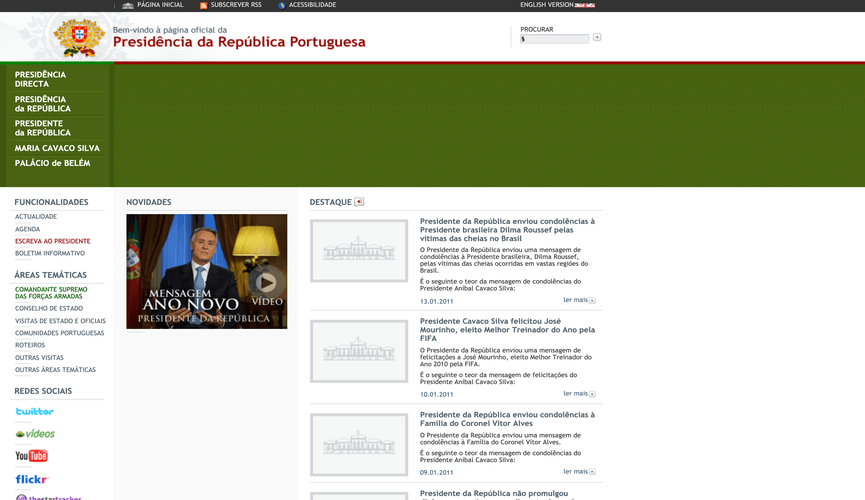 PÁGINA INICIAL
SUBSCREVER RSS
ACESSIBILIDADE
ENGLISH VERSION
Bem-vindo à página oficial da
Presidência da República Portuguesa
PROCURAR
PRESIDÊNCIA
DIRECTA
PRESIDÊNCIA
da REPÚBLICA
PRESIDENTE
da REPÚBLICA
MARIA CAVACO SILVA
PALÁCIO de BELÉM
FUNCIONALIDADES
ACTUALIDADE
AGENDA
ESCREVA AO PRESIDENTE
BOLETIM INFORMATIVO
ÁREAS TEMÁTICAS
COMANDANTE SUPREMO
DAS FORÇAS ARMADAS
CONSELHO DE ESTADO
VISITAS DE ESTADO E OFICIAIS
COMUNIDADES PORTUGUESAS
ROTEIROS
OUTRAS VISITAS
OUTRAS ÁREAS TEMÁTICAS
REDES SOCIAIS
twitter
vídeos
YouTube
flickr
thestartracker
NOVIDADES
MENSAGEM
ANO NOVO
VÍDEO
PRESIDENTE DA REPÚBLICA
DESTAQUE
Presidente da República enviou condolências à
Presidente brasileira Dilma Roussef pelas
vítimas das cheias no Brasil
O Presidente da República enviou uma mensagem de
condolências à Presidente brasileira, Dilma Roussef,
pelas vítimas das cheias ocorridas em vastas regiões do
Brasil.
É o seguinte o teor da mensagem de condolências do
Presidente Aníbal Cavaco Silva:
13.01.2011
ler mais
Presidente Cavaco Silva felicitou José
Mourinho, eleito Melhor Treinador do Ano pela
FIFA
O Presidente da República enviou uma mensagem de
felicitações a José Mourinho, eleito Melhor Treinador do
Ano 2010 pela FIFA.
É o seguinte o teor da mensagem de felicitações do
Presidente Aníbal Cavaco Silva:
10.01.2011
ler mais
Presidente da República enviou condolências à
Família do Coronel Vítor Alves
O Presidente da República enviou uma mensagem de
condolências à Família do Coronel Vítor Alves.
É o seguinte o teor da mensagem de condolências do
Presidente Aníbal Cavaco Silva:
09.01.2011
ler mais
Presidente da República não promulgou